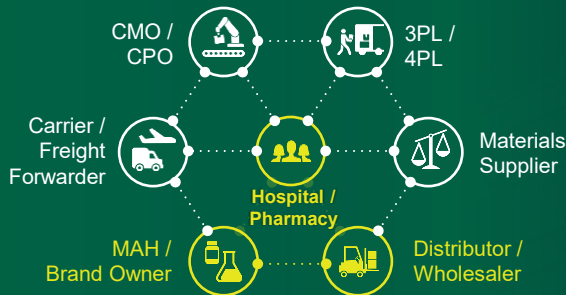 CMO /
CPO
3PL /
4PL
Carrier /
Freight
Forwarder
Materials
Supplier
Hospital /
Pharmacy
MAH /
Brand Owner
Distributor /
Wholesaler